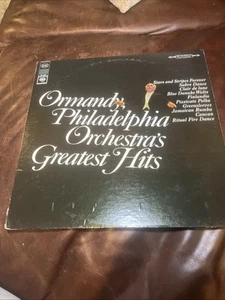 Stars and Stripes Forever
Sabre Dance
Clair de lune
Blue Danube Waltz
Finlandia
Pizzicato Polka
Greensleeves
Jamaican Rumba
Cancan
Ritual Fire Dance
Ormandy
Philadelphia
Orchestra's
Greatest Hits